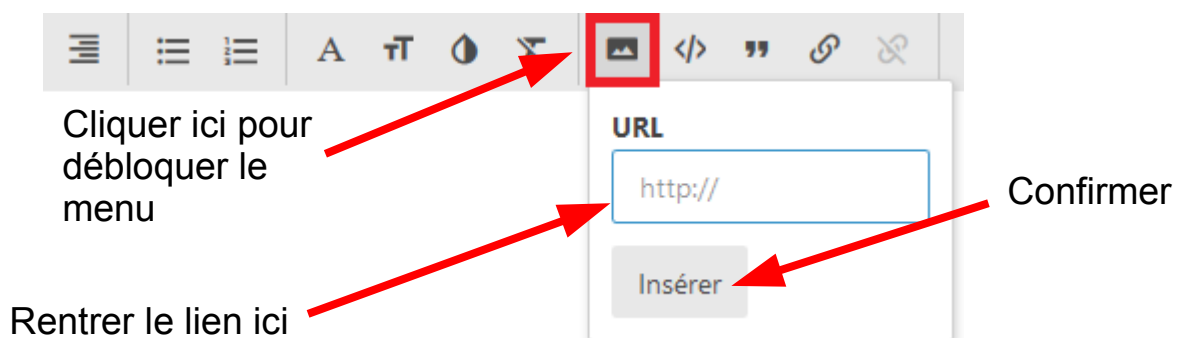 Cliquer ici pour
débloquer le
menu
URL
http://
Confirmer
Insérer
Rentrer le lien ici